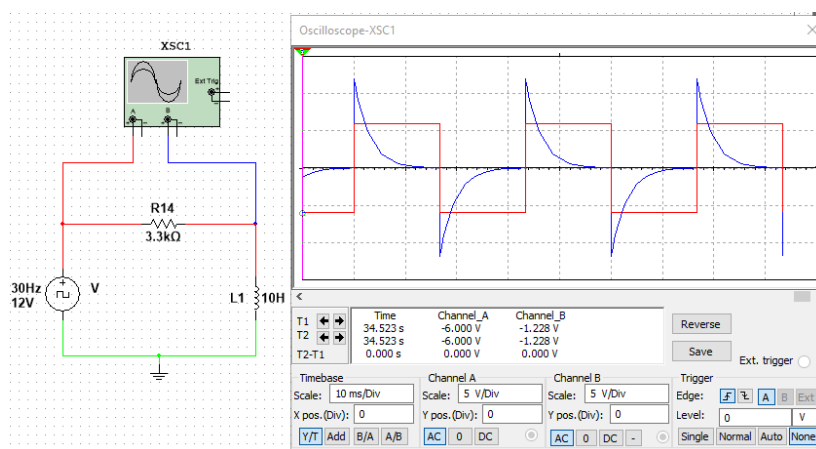 XSC1
Ext Trig
+
-
A
B
+
-
+
-
R14
3.3kΩ
30Hz
12V
+
V
L1
10H
Oscilloscope-XSC1
Time Channel_A Channel_B
T1 34.523 s -6.000 V -1.228 V
T2 34.523 s -6.000 V -1.228 V
T2-T1 0.000 s 0.000 V 0.000 V
Reverse
Save
Ext. trigger
Timebase
Scale: 10 ms/Div
X pos.(Div): 0
Y/T Add B/A A/B
Channel A
Scale: 5 V/Div
Y pos.(Div): 0
AC 0 DC
Channel B
Scale: 5 V/Div
Y pos.(Div): 0
AC 0 DC -
Trigger
Edge: A B Ext
Level: 0 V
Single Normal Auto None